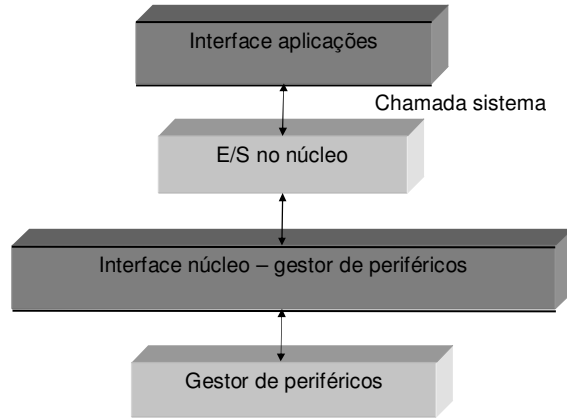 Interface aplicações
Chamada sistema
E/S no núcleo
Interface núcleo – gestor de periféricos
Gestor de periféricos